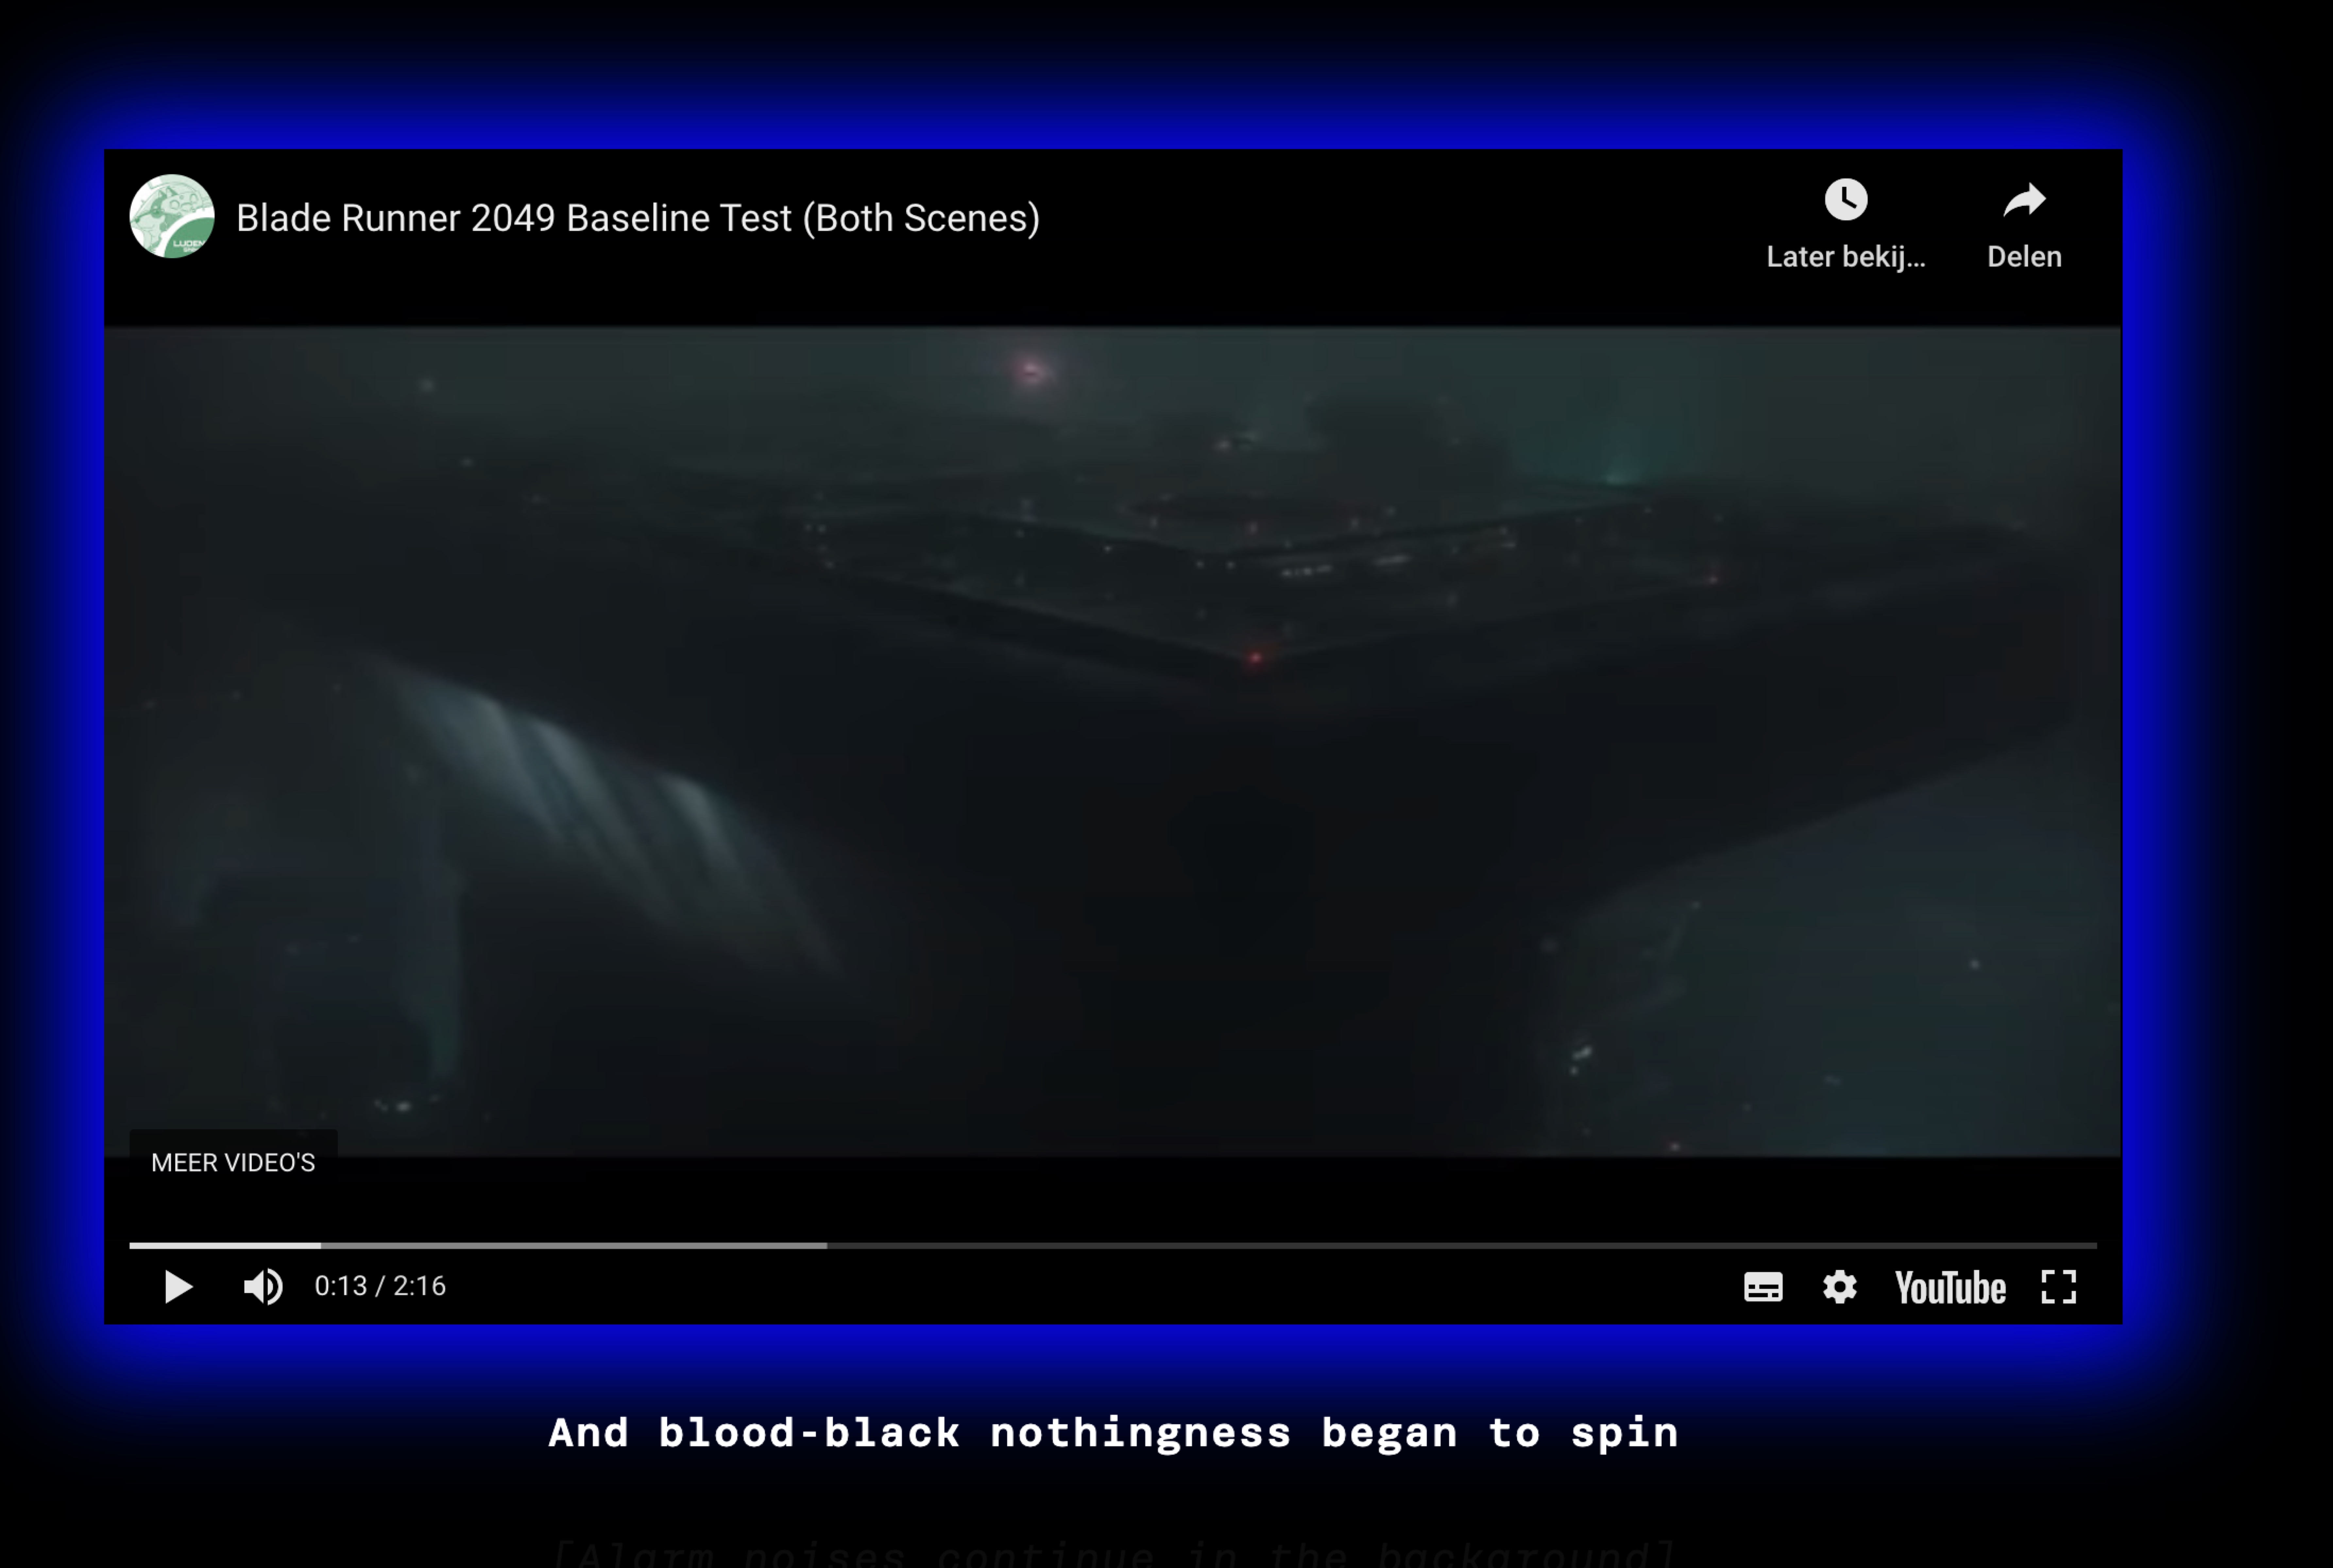 Blade Runner 2049 Baseline Test (Both Scenes)
Later bekij...
Delen
LUDEM
MEER VIDEO'S
0:13 / 2:16
YouTube
And blood-black nothingness began to spin
[Alarm noises continue in the background]